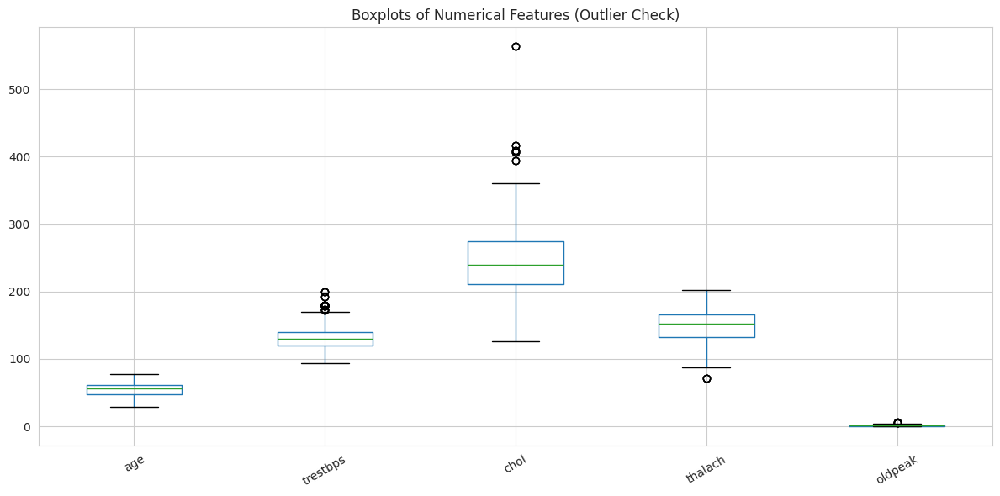 Boxplots of Numerical Features (Outlier Check)
500
400
300
200
100
0
age
trestbps
chol
thalach
oldpeak